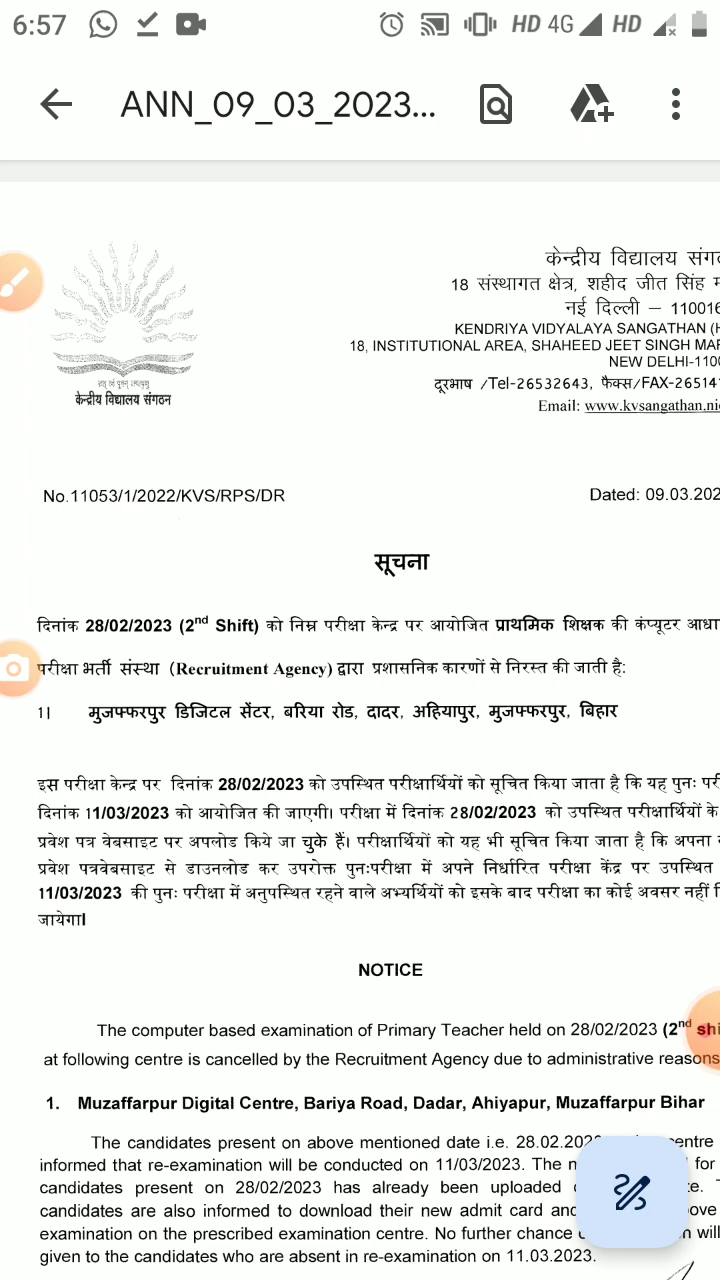 6:57 HD 4G HD
ANN_09_03_2023...
केन्द्रीय विद्यालय
18 संस्थागत क्षेत्र, शहीद जीत सिंह
नई दिल्ली – 110016
KENDRIYA VIDYALAYA SANGATHAN (H
18, INSTITUTIONAL AREA, SHAHEED JEET SINGH MAR
NEW DELHI-1100
दूरभाष /Tel-26532643, फैक्स/FAX-26514
Email: www.kvsangathan.nic
केन्द्रीय विद्यालय संगठन
No.11053/1/2022/KVS/RPS/DR Dated: 09.03.202
सूचना
दिनांक 28/02/2023 (2nd Shift) को निम्न परीक्षा केन्द्र पर आयोजित प्राथमिक शिक्षक की कंप्यूटर
परीक्षा भर्ती संस्था (Recruitment Agency) द्वारा प्रशासनिक कारणों से निरस्त की जाती है:
1। मुजफ्फरपुर डिजिटल सेंटर, बरिया रोड, दादर, अहियापुर, मुजफ्फरपुर, बिहार
इस परीक्षा केन्द्र पर दिनांक 28/02/2023 को उपस्थित परीक्षार्थियों को सूचित किया जाता है कि यह पुनः
दिनांक 11/03/2023 को आयोजित की जाएगी। परीक्षा में दिनांक 28/02/2023 को उपस्थित परीक्षार्थियों के
प्रवेश पत्र वेबसाइट पर अपलोड किये जा चुके हैं। परीक्षार्थियों को यह भी सूचित किया जाता है कि अपना
प्रवेश पत्रवेबसाइट से डाउनलोड कर उपरोक्त पुनःपरीक्षा में अपने निर्धारित परीक्षा केंद्र पर उपस्थित
11/03/2023 की पुनः परीक्षा में अनुपस्थित रहने वाले अभ्यर्थियों को इसके बाद परीक्षा का कोई अवसर नहीं
जायेगा।
NOTICE
The computer based examination of Primary Teacher held on 28/02/2023 (2nd shi
at following centre is cancelled by the Recruitment Agency due to administrative reasons
1. Muzaffarpur Digital Centre, Bariya Road, Dadar, Ahiyapur, Muzaffarpur Bihar
The candidates present on above mentioned date i.e. 28.02.202 centre
informed that re-examination will be conducted on 11/03/2023. The for
candidates present on 28/02/2023 has already been uploaded
candidates are also informed to download their new admit card and
examination on the prescribed examination centre. No further chance will
given to the candidates who are absent in re-examination on 11.03.2023.